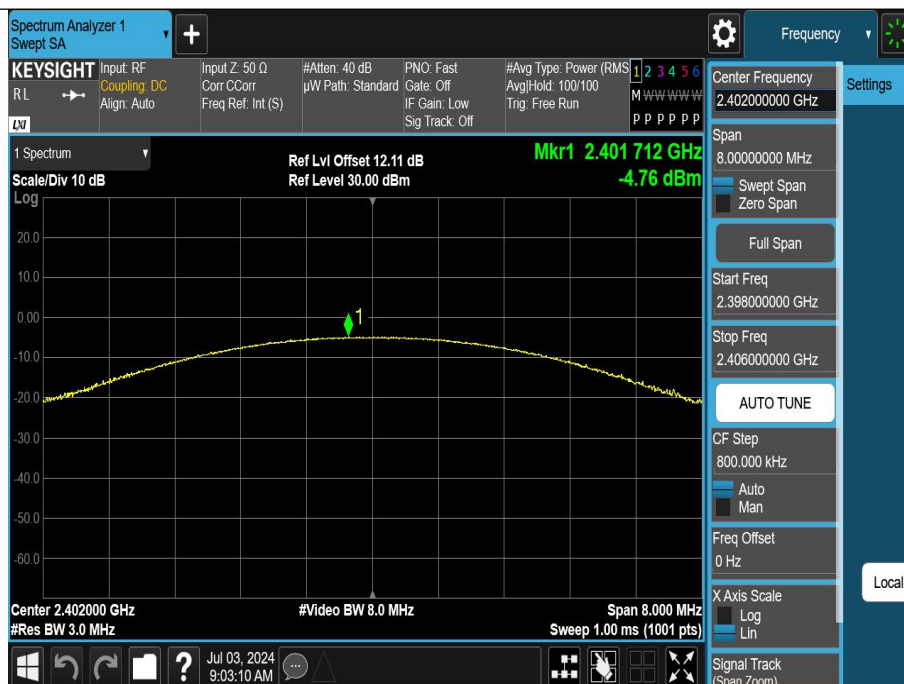 Spectrum Analyzer 1
Swept SA
+
Frequency
KEYSIGHT
R L
LXI
Input: RF
Coupling: DC
Align: Auto
Input Z: 50 Ω
Corr CCorr
Freq Ref: Int (S)
#Atten: 40 dB
µW Path: Standard
PNO: Fast
Gate: Off
IF Gain: Low
Sig Track: Off
#Avg Type: Power (RMS
Avg|Hold: 100/100
Trig: Free Run
1 2 3 4 5 6
M W W W W W
P P P P P P
1 Spectrum
Scale/Div 10 dB
Log
Ref Lvl Offset 12.11 dB
Ref Level 30.00 dBm
Mkr1 2.401 712 GHz
-4.76 dBm
20.0
10.0
0.00
-10.0
-20.0
-30.0
-40.0
-50.0
-60.0
1
Center 2.402000 GHz
#Video BW 8.0 MHz
Span 8.000 MHz
#Res BW 3.0 MHz
Sweep 1.00 ms (1001 pts)
?
Jul 03, 2024
9:03:10 AM
Center Frequency
2.402000000 GHz
Span
8.00000000 MHz
Swept Span
Zero Span
Full Span
Start Freq
2.398000000 GHz
Stop Freq
2.406000000 GHz
AUTO TUNE
CF Step
800.000 kHz
Auto
Man
Freq Offset
0 Hz
X Axis Scale
Log
Lin
Signal Track
(Span Zoom)
Settings
Local